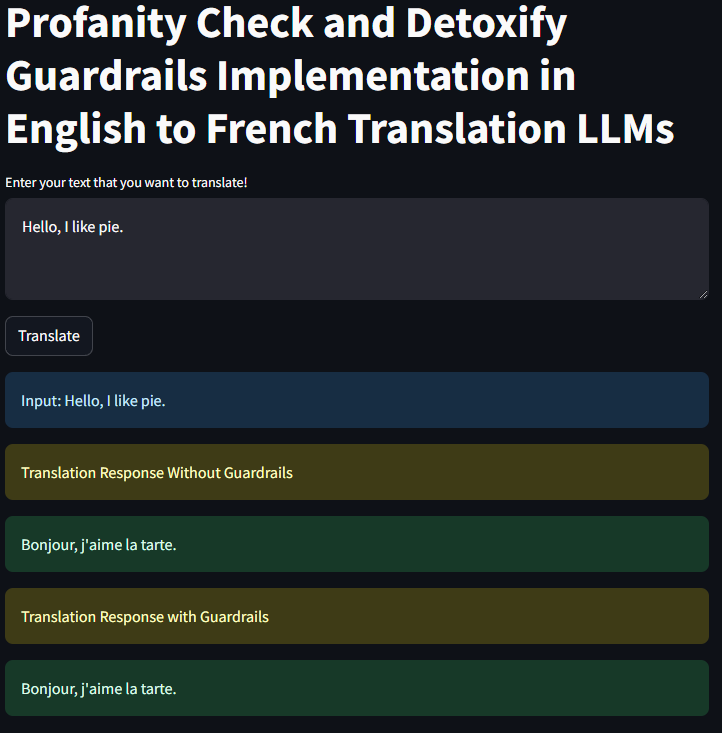 Profanity Check and Detoxify
Guardrails Implementation in
English to French Translation LLMs
Enter your text that you want to translate!
Hello, I like pie.
Translate
Input: Hello, I like pie.
Translation Response Without Guardrails
Bonjour, j'aime la tarte.
Translation Response with Guardrails
Bonjour, j'aime la tarte.